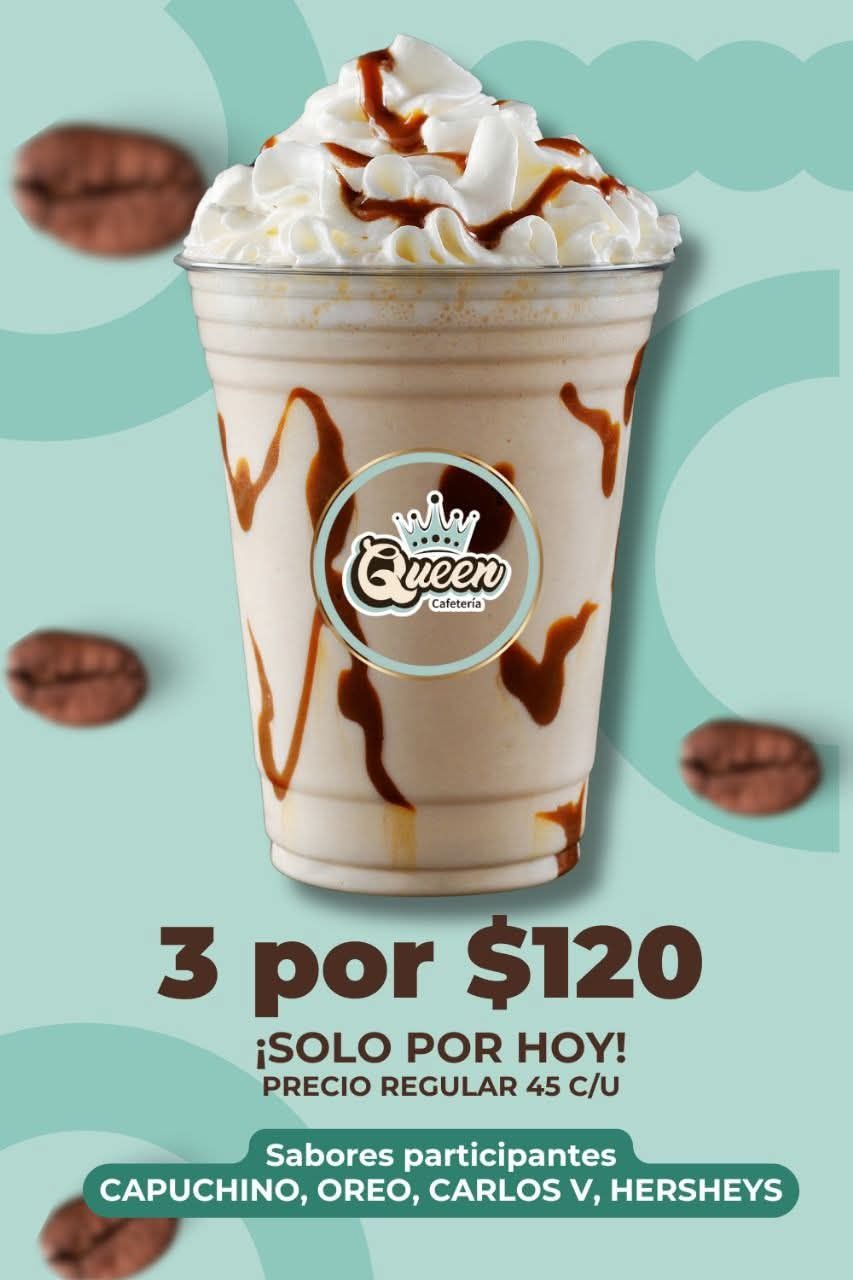 Queen
Cafetería
3 por $120
¡SOLO POR HOY!
PRECIO REGULAR 45 C/U
Sabores participantes
CAPUCHINO, OREO, CARLOS V, HERSHEYS